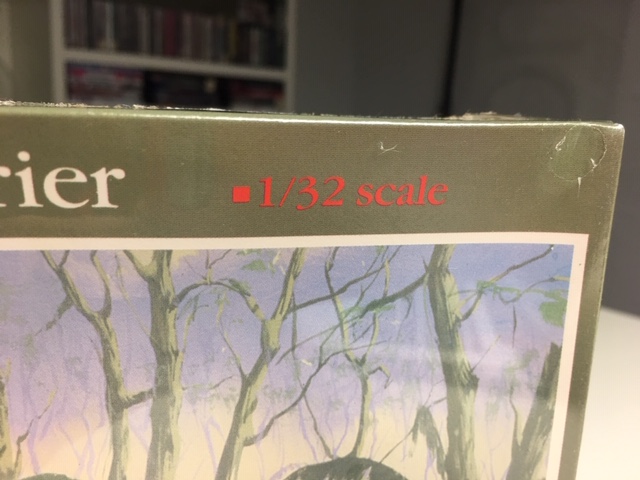 rier ■ 1/32 scale